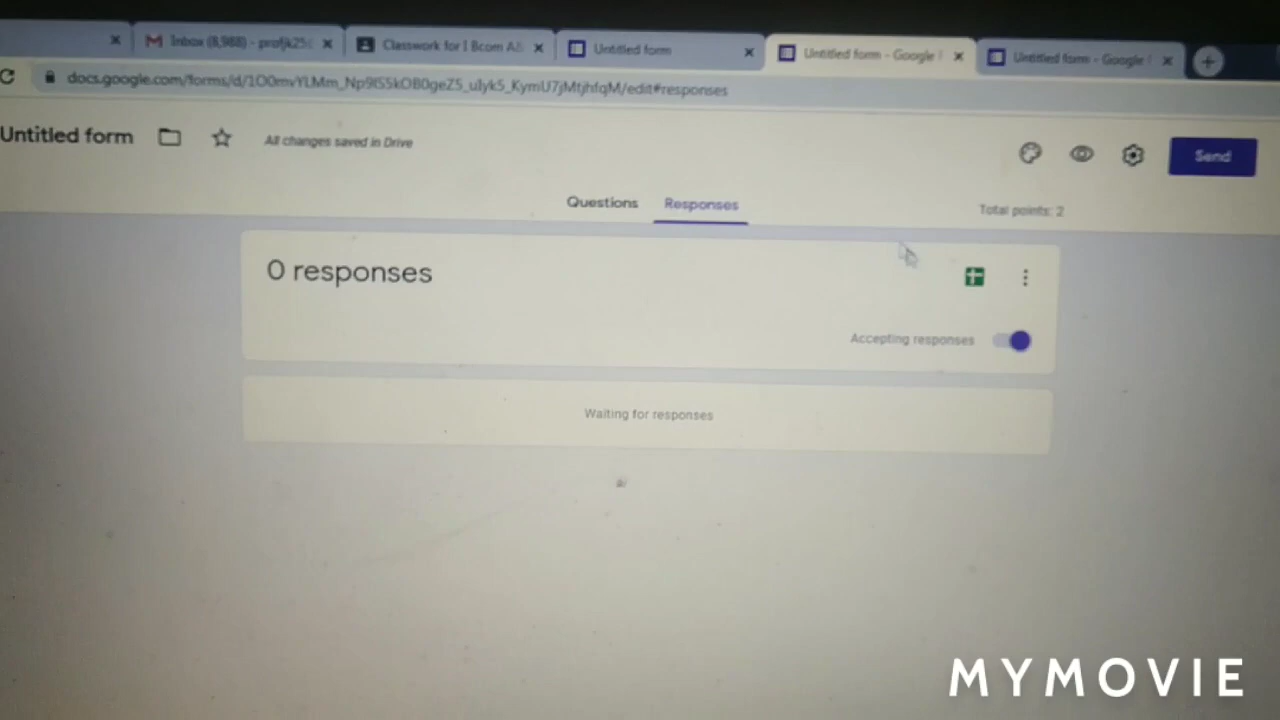 Inbox (8,988) - profjk25
Classwork for I Bcom A&
Untitled form
Untitled form - Google
Untitled form - Google
docs.google.com/forms/d/
/edit#responses
Untitled form
All changes saved in Drive
Send
Questions
Responses
Total points: 2
0 responses
Accepting responses
Waiting for responses
MYMOVIE